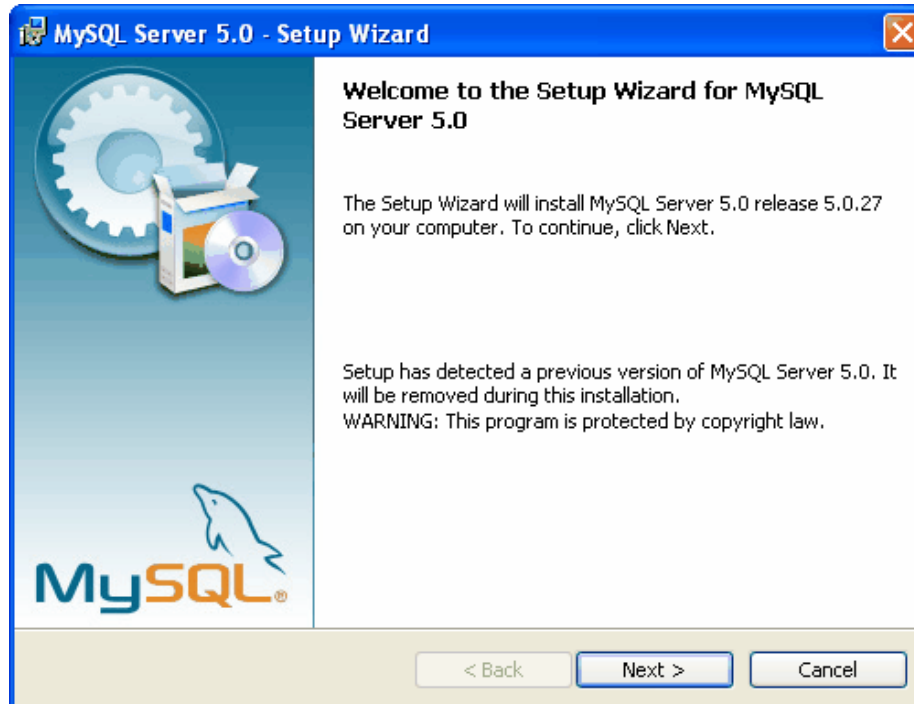 MySQL Server 5.0 - Setup Wizard
Welcome to the Setup Wizard for MySQL
Server 5.0
The Setup Wizard will install MySQL Server 5.0 release 5.0.27
on your computer. To continue, click Next.
Setup has detected a previous version of MySQL Server 5.0. It
will be removed during this installation.
WARNING: This program is protected by copyright law.
MySQL®
< Back Next > Cancel